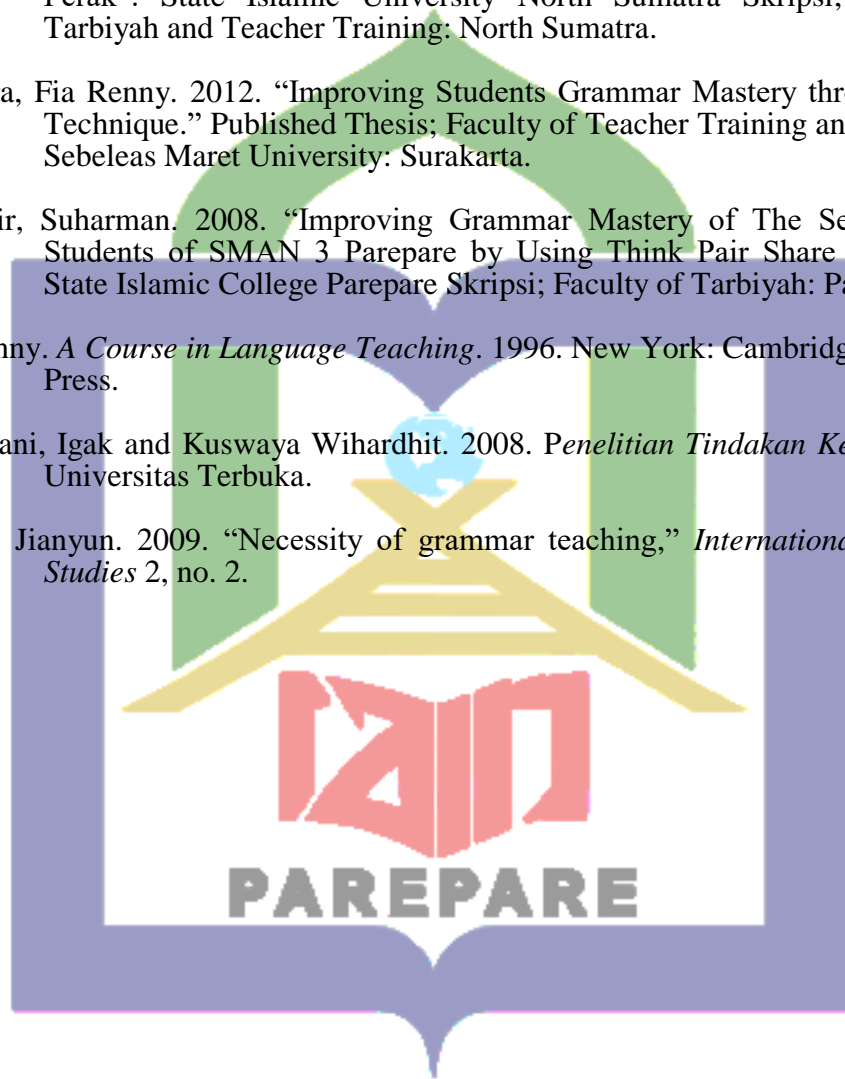 Perak". State Islamic University North Sumatra Skripsi;
Tarbiyah and Teacher Training: North Sumatra.
a, Fia Renny. 2012. “Improving Students Grammar Mastery thr
Technique.” Published Thesis; Faculty of Teacher Training an
Sebeleas Maret University: Surakarta.
ir, Suharman. 2008. “Improving Grammar Mastery of The Se
Students of SMAN 3 Parepare by Using Think Pair Share
State Islamic College Parepare Skripsi; Faculty of Tarbiyah: Pa
nny. A Course in Language Teaching. 1996. New York: Cambridg
Press.
ani, Igak and Kuswaya Wihardhit. 2008. Penelitian Tindakan Ke
Universitas Terbuka.
Jianyun. 2009. “Necessity of grammar teaching,” Internationa
Studies 2, no. 2.
iain
PAREPARE